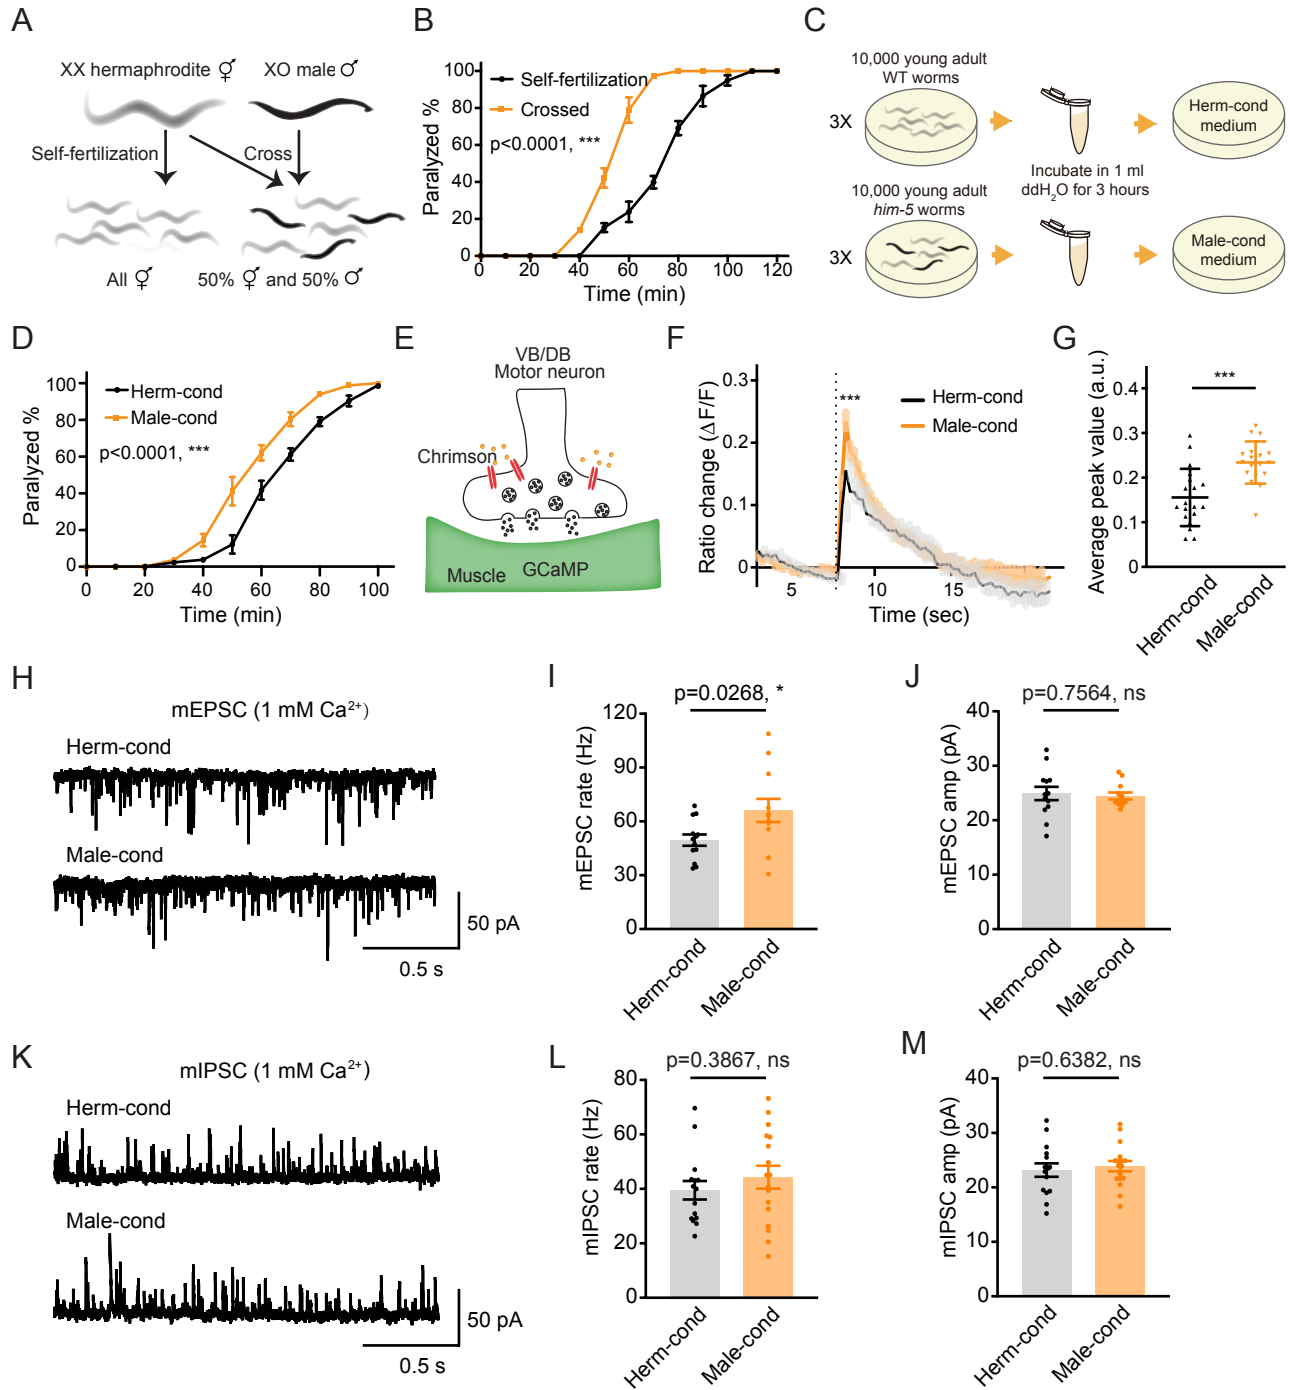 A
XX hermaphrodite ⚥
XO male ♂
Self-fertilization
Cross
All ⚥
50% ⚥ and 50% ♂
B
Paralyzed %
100
80
60
40
20
0
Self-fertilization
Crossed
p<0.0001, ***
0
20
40
60
80
100
120
Time (min)
C
10,000 young adult
WT worms
3X
Herm-cond
medium
Incubate in 1 ml
ddH₂O for 3 hours
10,000 young adult
him-5 worms
3X
Male-cond
medium
D
Paralyzed %
100
80
60
40
20
0
Herm-cond
Male-cond
p<0.0001, ***
0
20
40
60
80
100
Time (min)
E
VB/DB
Motor neuron
Chrimson
Muscle
GCaMP
F
Ratio change (Δ F/F)
0.3
0.2
0.1
0
***
Herm-cond
Male-cond
5
10
15
Time (sec)
G
Average peak value (a.u.)
0.4
0.3
0.2
0.1
0
***
Herm-cond
Male-cond
H
mEPSC (1 mM Ca²⁺)
Herm-cond
Male-cond
50 pA
0.5 s
I
p=0.0268, *
mEPSC rate (Hz)
120
90
60
30
0
Herm-cond
Male-cond
J
p=0.7564, ns
mEPSC amp (pA)
40
30
20
10
0
Herm-cond
Male-cond
K
mIPSC (1 mM Ca²⁺)
Herm-cond
Male-cond
50 pA
0.5 s
L
p=0.3867, ns
mIPSC rate (Hz)
80
60
40
20
0
Herm-cond
Male-cond
M
p=0.6382, ns
mIPSC amp (pA)
40
30
20
10
0
Herm-cond
Male-cond